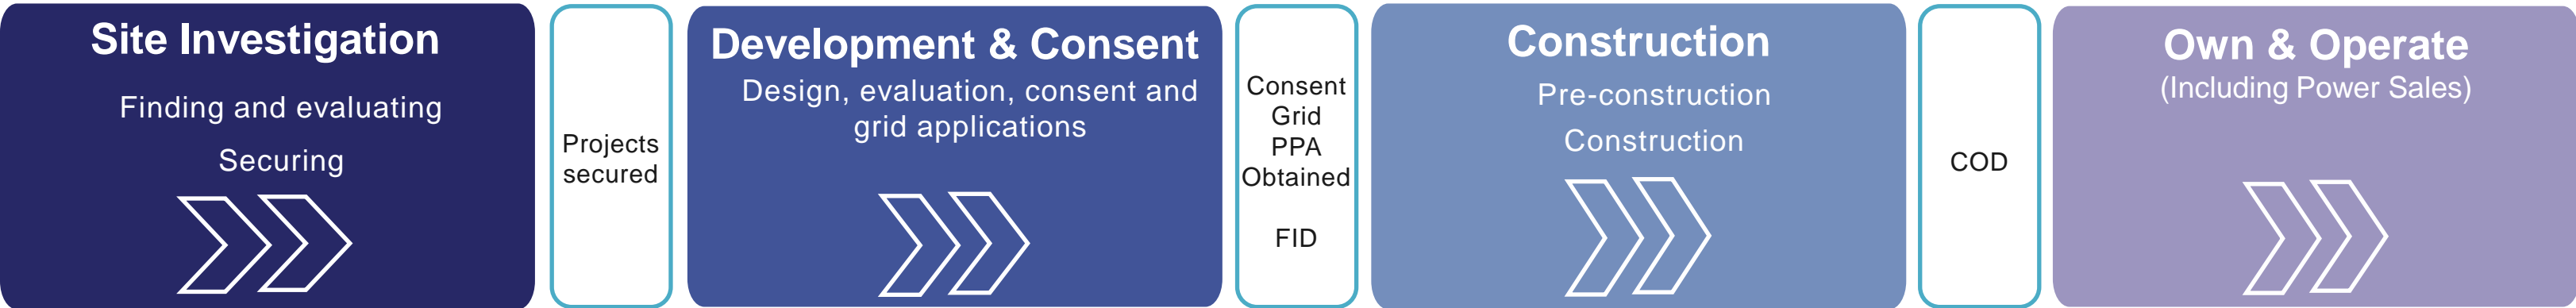 Site Investigation
Finding and evaluating
Securing
Projects
secured
Development & Consent
Design, evaluation, consent and
grid applications
Consent
Grid
PPA
Obtained
FID
Construction
Pre-construction
Construction
COD
Own & Operate
(Including Power Sales)